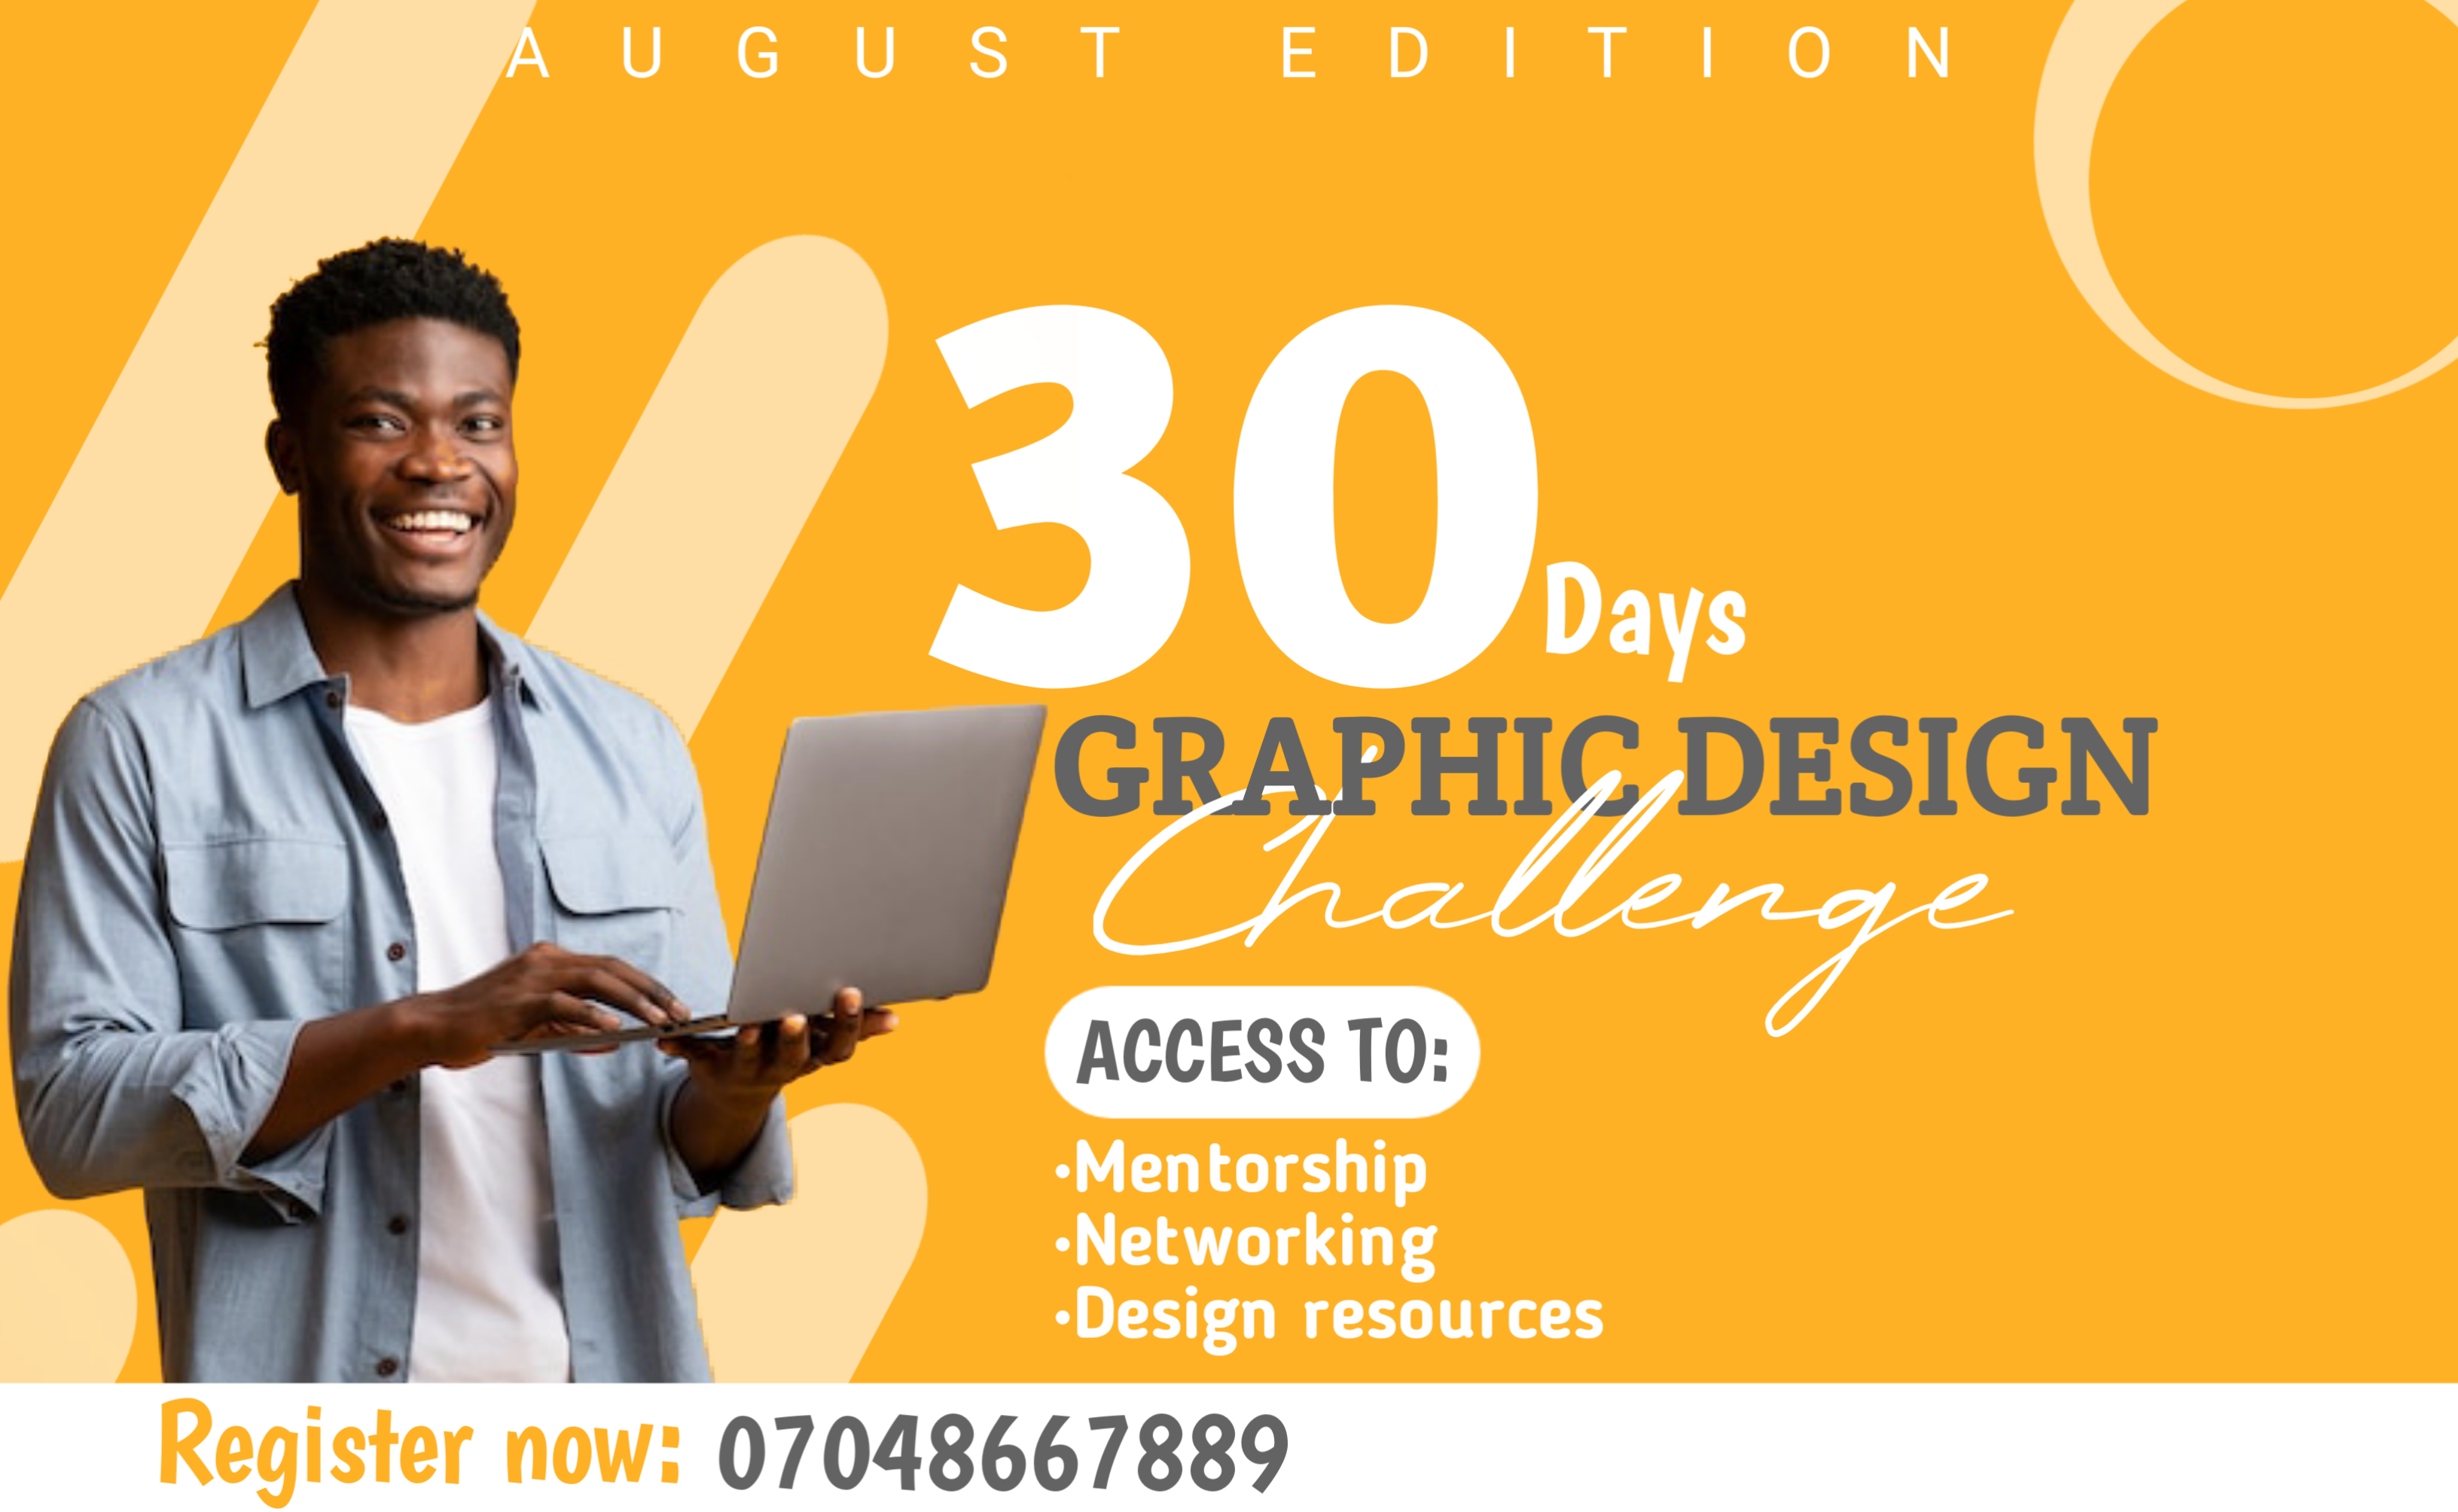 AUGUST EDITION
30 Days
GRAPHIC DESIGN
Challenge
ACCESS TO:
•Mentorship
•Networking
•Design resources
Register now: 07048667889